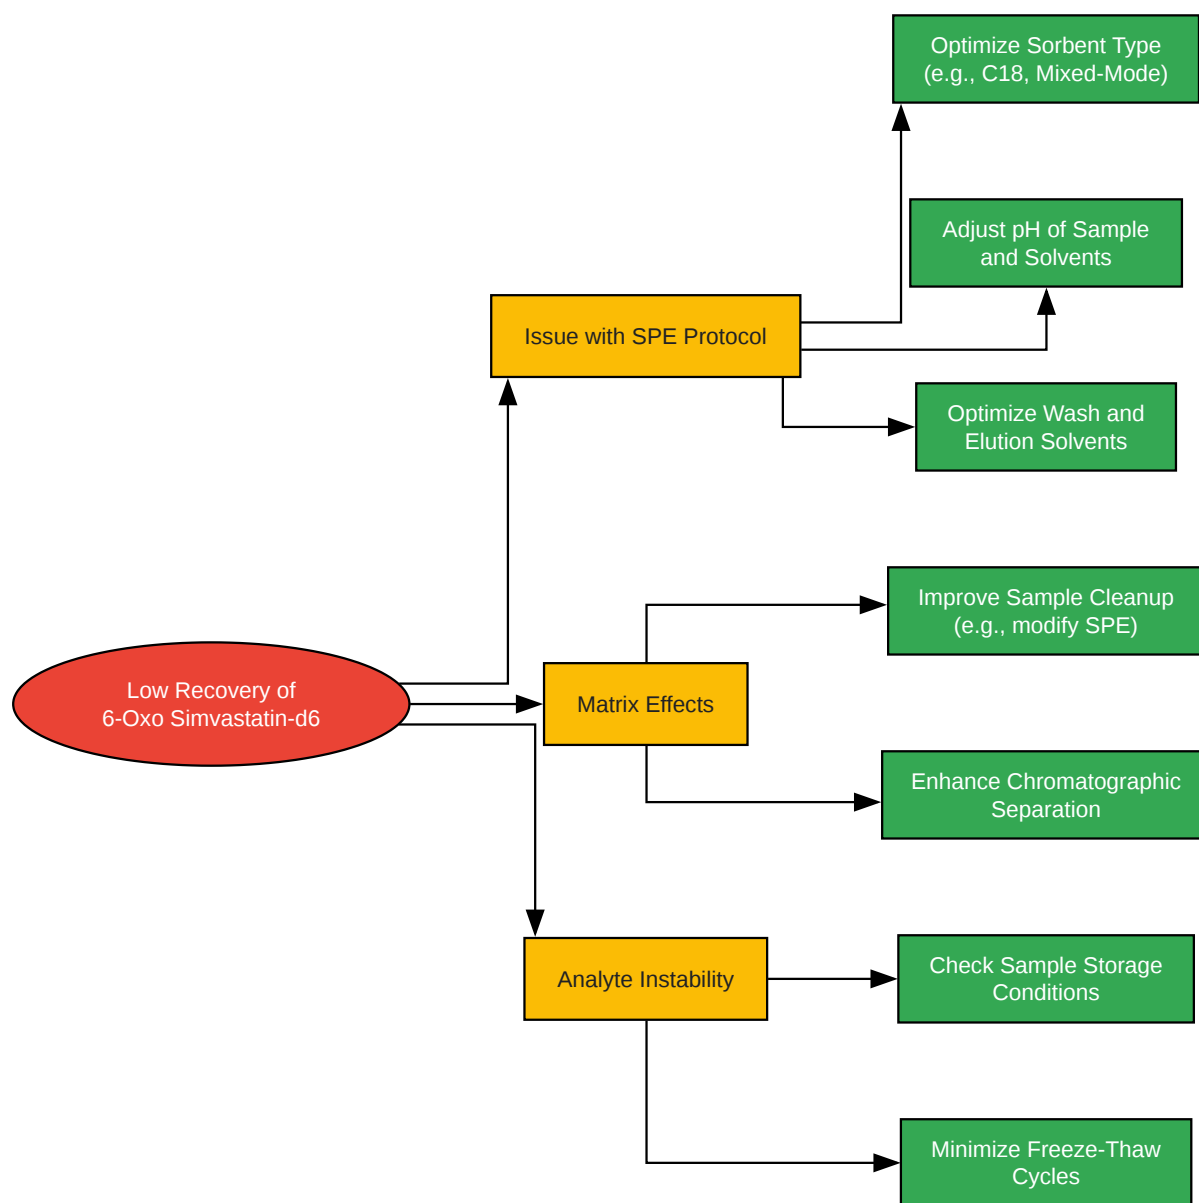 Optimize Sorbent Type
(e.g., C18, Mixed-Mode)
Adjust pH of Sample
and Solvents
Issue with SPE Protocol
Optimize Wash and
Elution Solvents
Improve Sample Cleanup
(e.g., modify SPE)
Low Recovery of
6-Oxo Simvastatin-d6
Matrix Effects
Enhance Chromatographic
Separation
Analyte Instability
Check Sample Storage
Conditions
Minimize Freeze-Thaw
Cycles